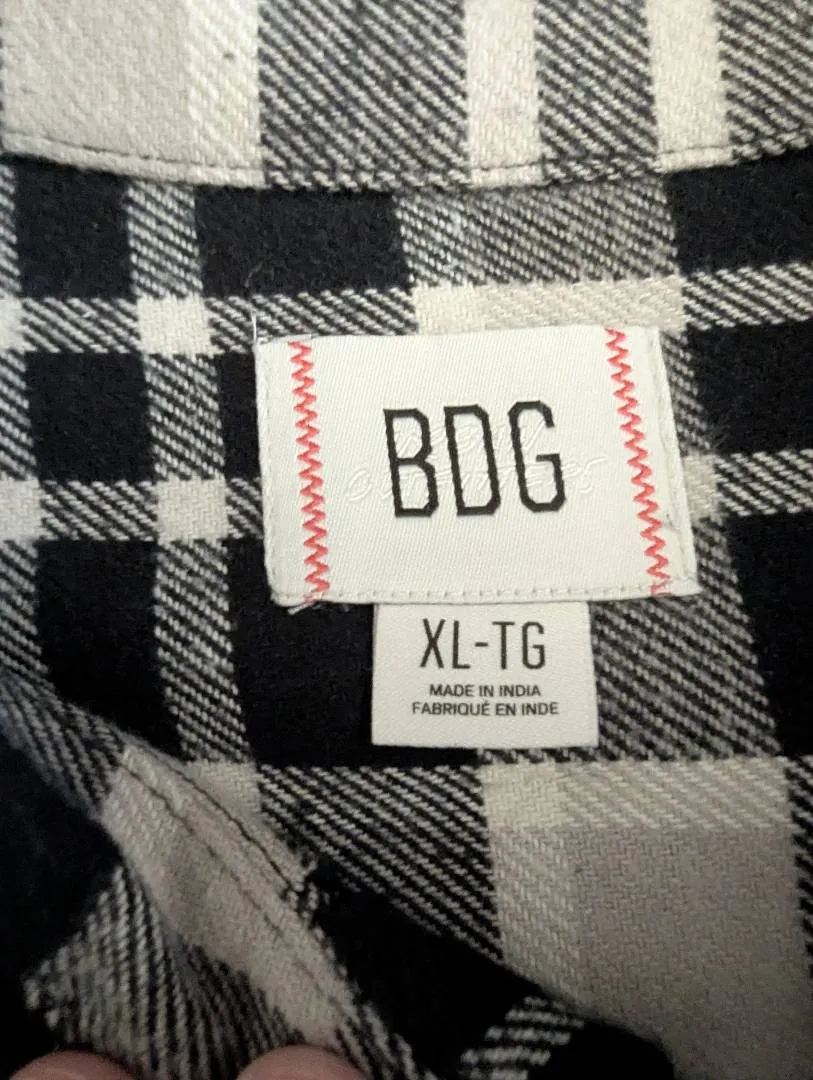 BDG
XL-TG
MADE IN INDIA
FABRIQUÉ EN INDE